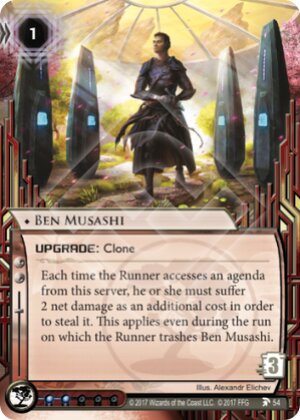 1
♦ BEN MUSASHI
UPGRADE: Clone
Each time the Runner accesses an agenda
from this server, he or she must suffer
2 net damage as an additional cost in order
to steal it. This applies even during the run
on which the Runner trashes Ben Musashi.
3
Illus. Alexandr Elichev
© 2017 Wizards of the Coast LLC. © 2017 FFG 54